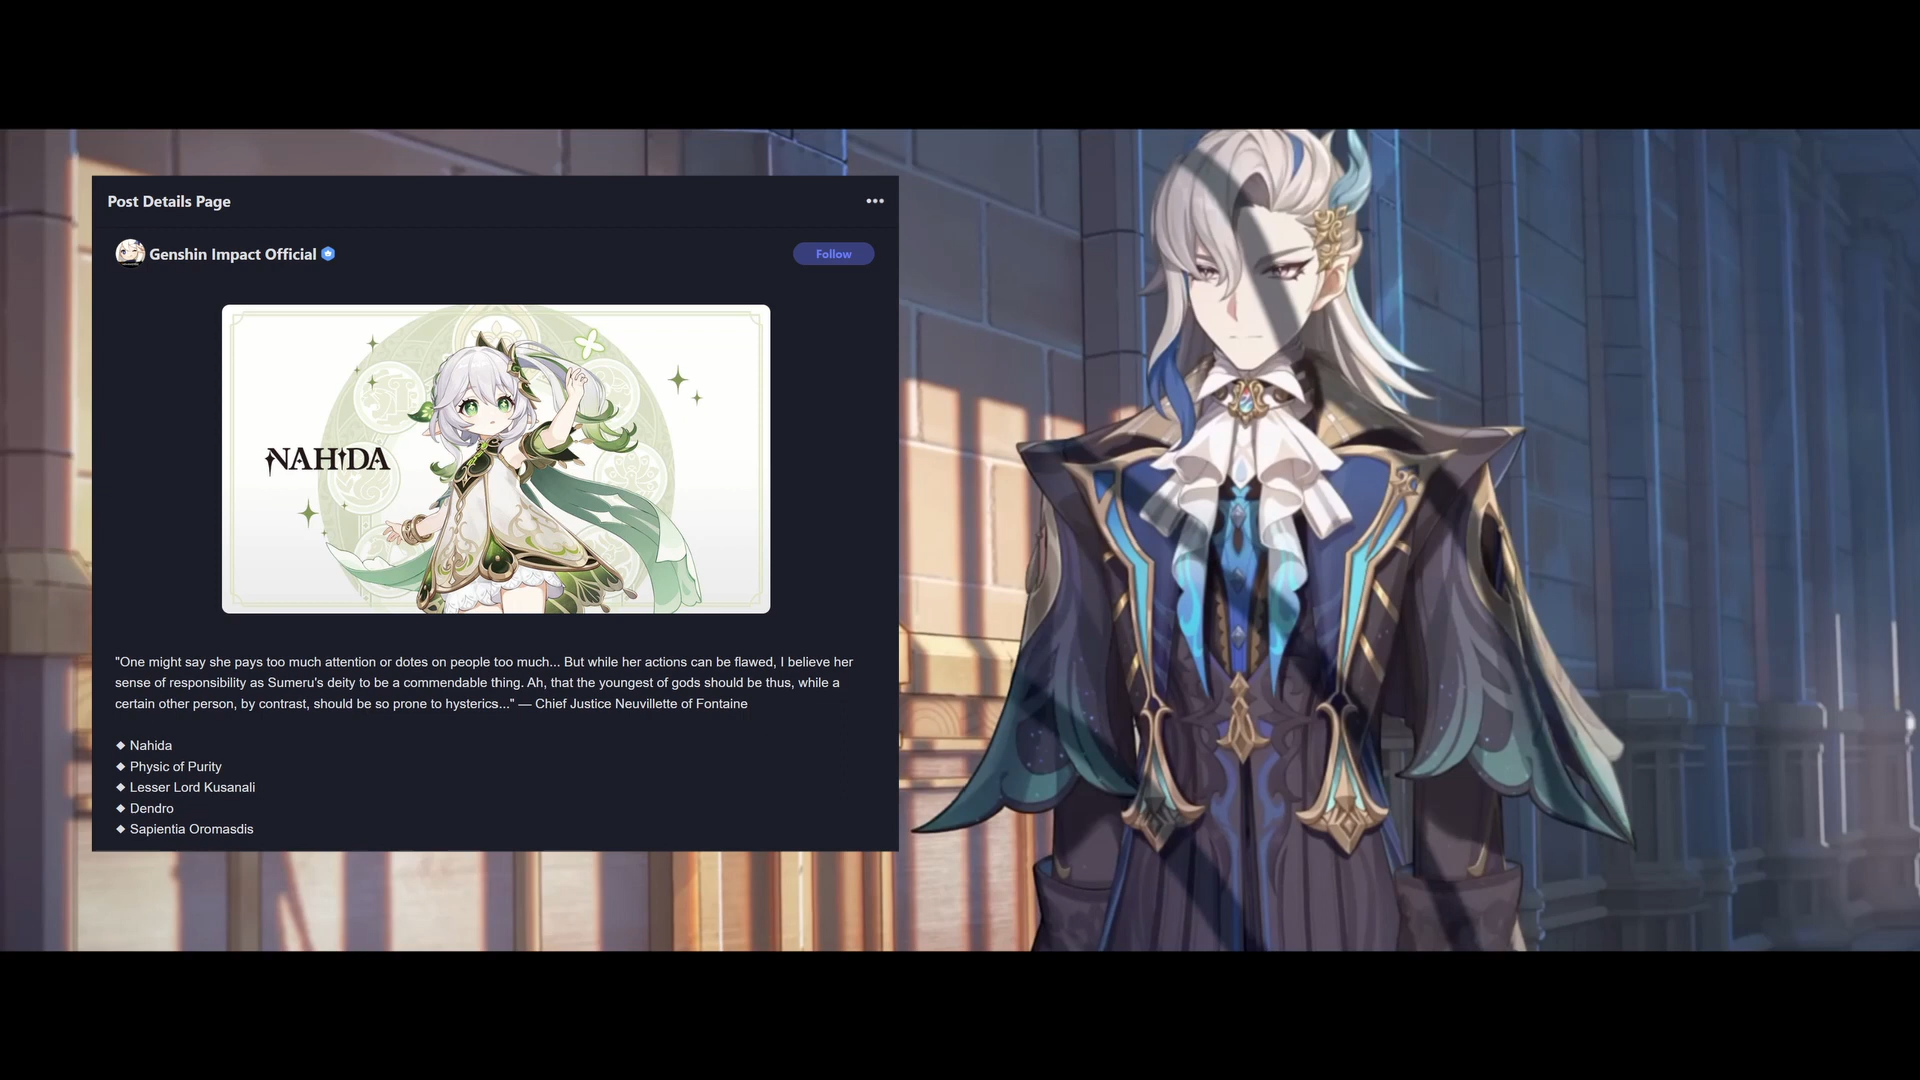 Post Details Page
Genshin Impact Official
Follow
NAHIDA
"One might say she pays too much attention or dotes on people too much... But while her actions can be flawed, I believe her
sense of responsibility as Sumeru's deity to be a commendable thing. Ah, that the youngest of gods should be thus, while a
certain other person, by contrast, should be so prone to hysterics..." — Chief Justice Neuvillette of Fontaine
◆ Nahida
◆ Physic of Purity
◆ Lesser Lord Kusanali
◆ Dendro
◆ Sapientia Oromasdis